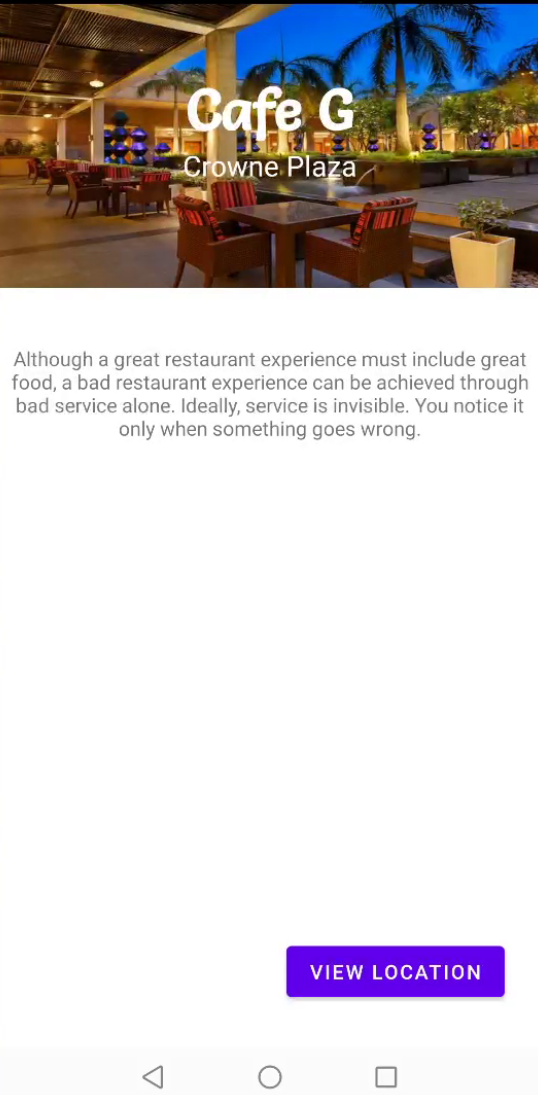 Cafe G
Crowne Plaza
Although a great restaurant experience must include great
food, a bad restaurant experience can be achieved through
bad service alone. Ideally, service is invisible. You notice it
only when something goes wrong.
VIEW LOCATION